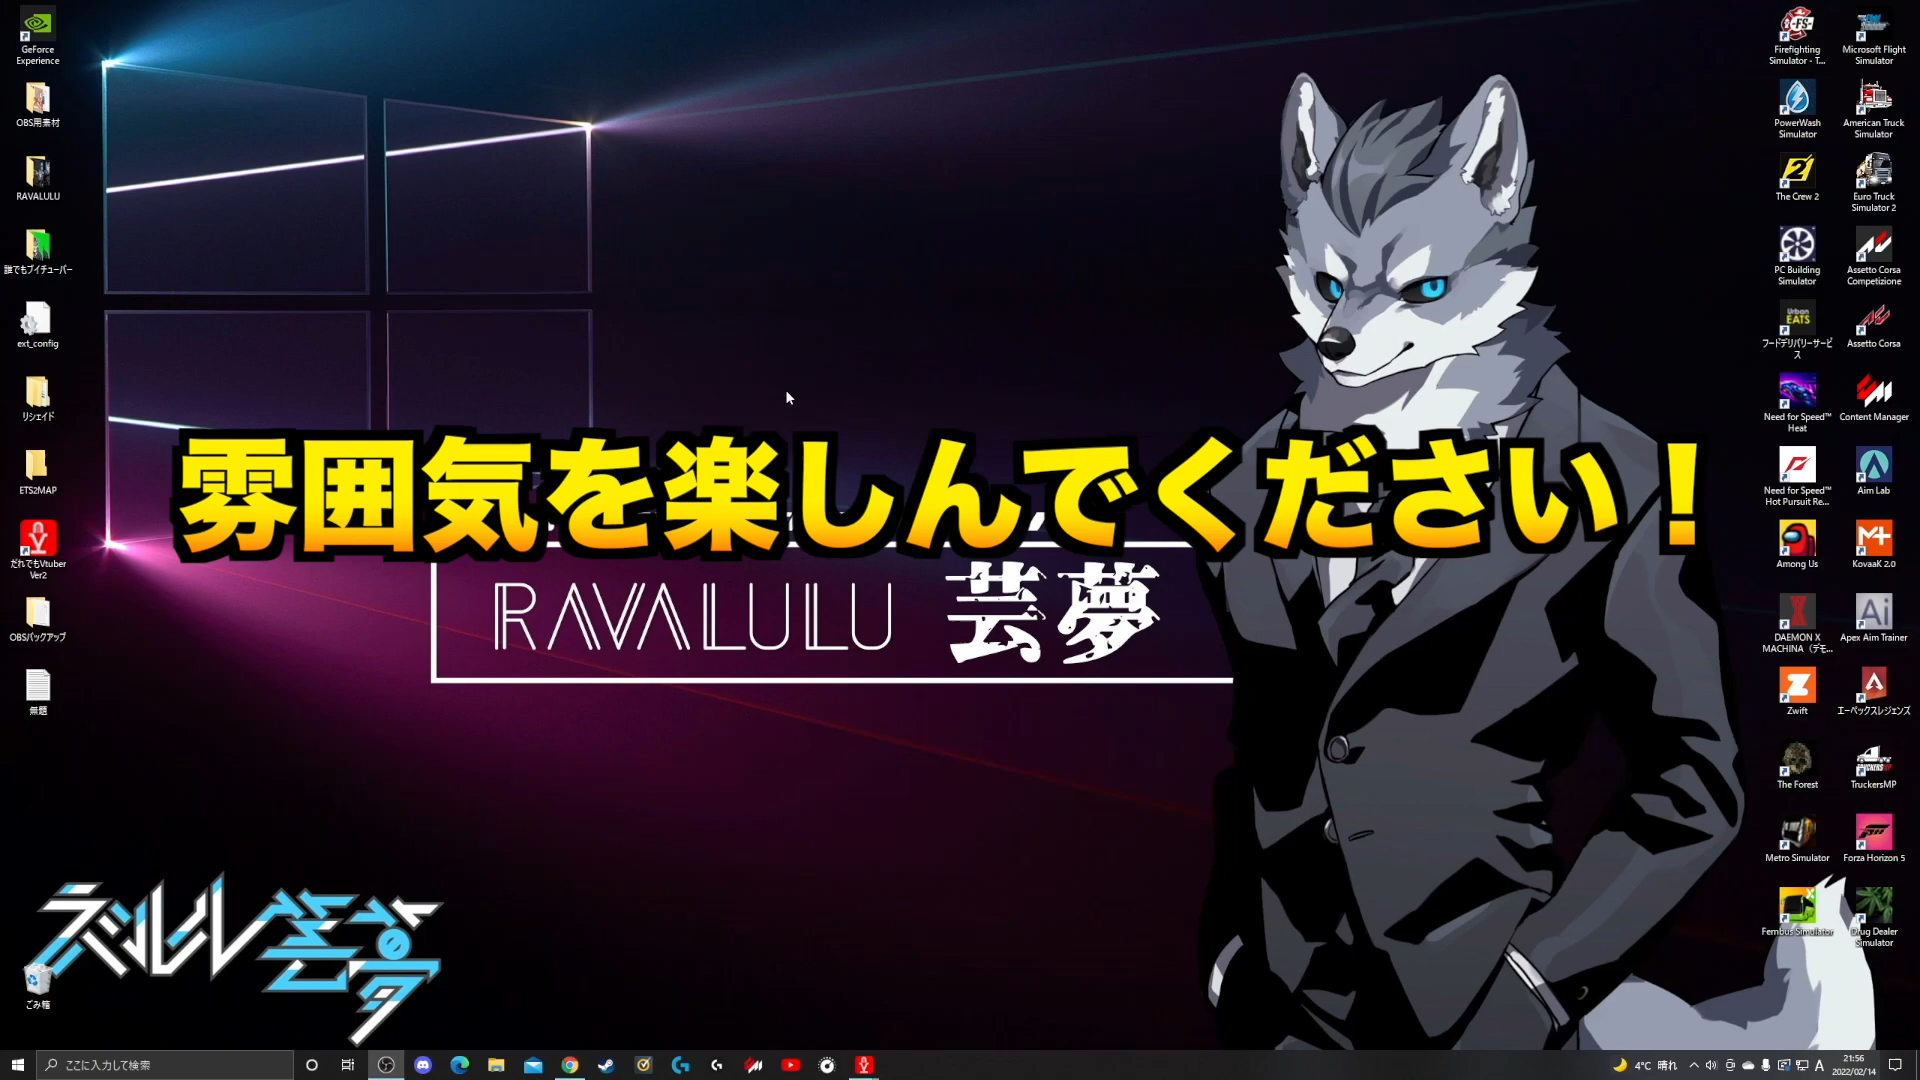 GeForce
Experience
OBS用素材
RAVALULU
誰でもブイチューバー
ext_config
リシェイド
ETS2MAP
だれでもVtuber
Ver2
OBSバックアップ
無題
ごみ箱
雰囲気を楽しんでください！
RAVALULU 芸夢
ラバルル芸夢
Firefighting
Simulator - T...
Microsoft Flight
Simulator
PowerWash
Simulator
American Truck
Simulator
The Crew 2
Euro Truck
Simulator 2
PC Building
Simulator
Assetto Corsa
Competizione
Urban
EATS
フードデリバリーサービ
ス
Assetto Corsa
Need for Speed™
Heat
Content Manager
Need for Speed™
Hot Pursuit Re...
Aim Lab
Among Us
KovaaK 2.0
DAEMON X
MACHINA（デモ...
Ai
Apex Aim Trainer
Zwift
エーペックスレジェンズ
The Forest
TruckersMP
Metro Simulator
Forza Horizon 5
Fernbus Simulator
Drug Dealer
Simulator
ここに入力して検索
4°C 晴れ
A
21:56
2022/02/14